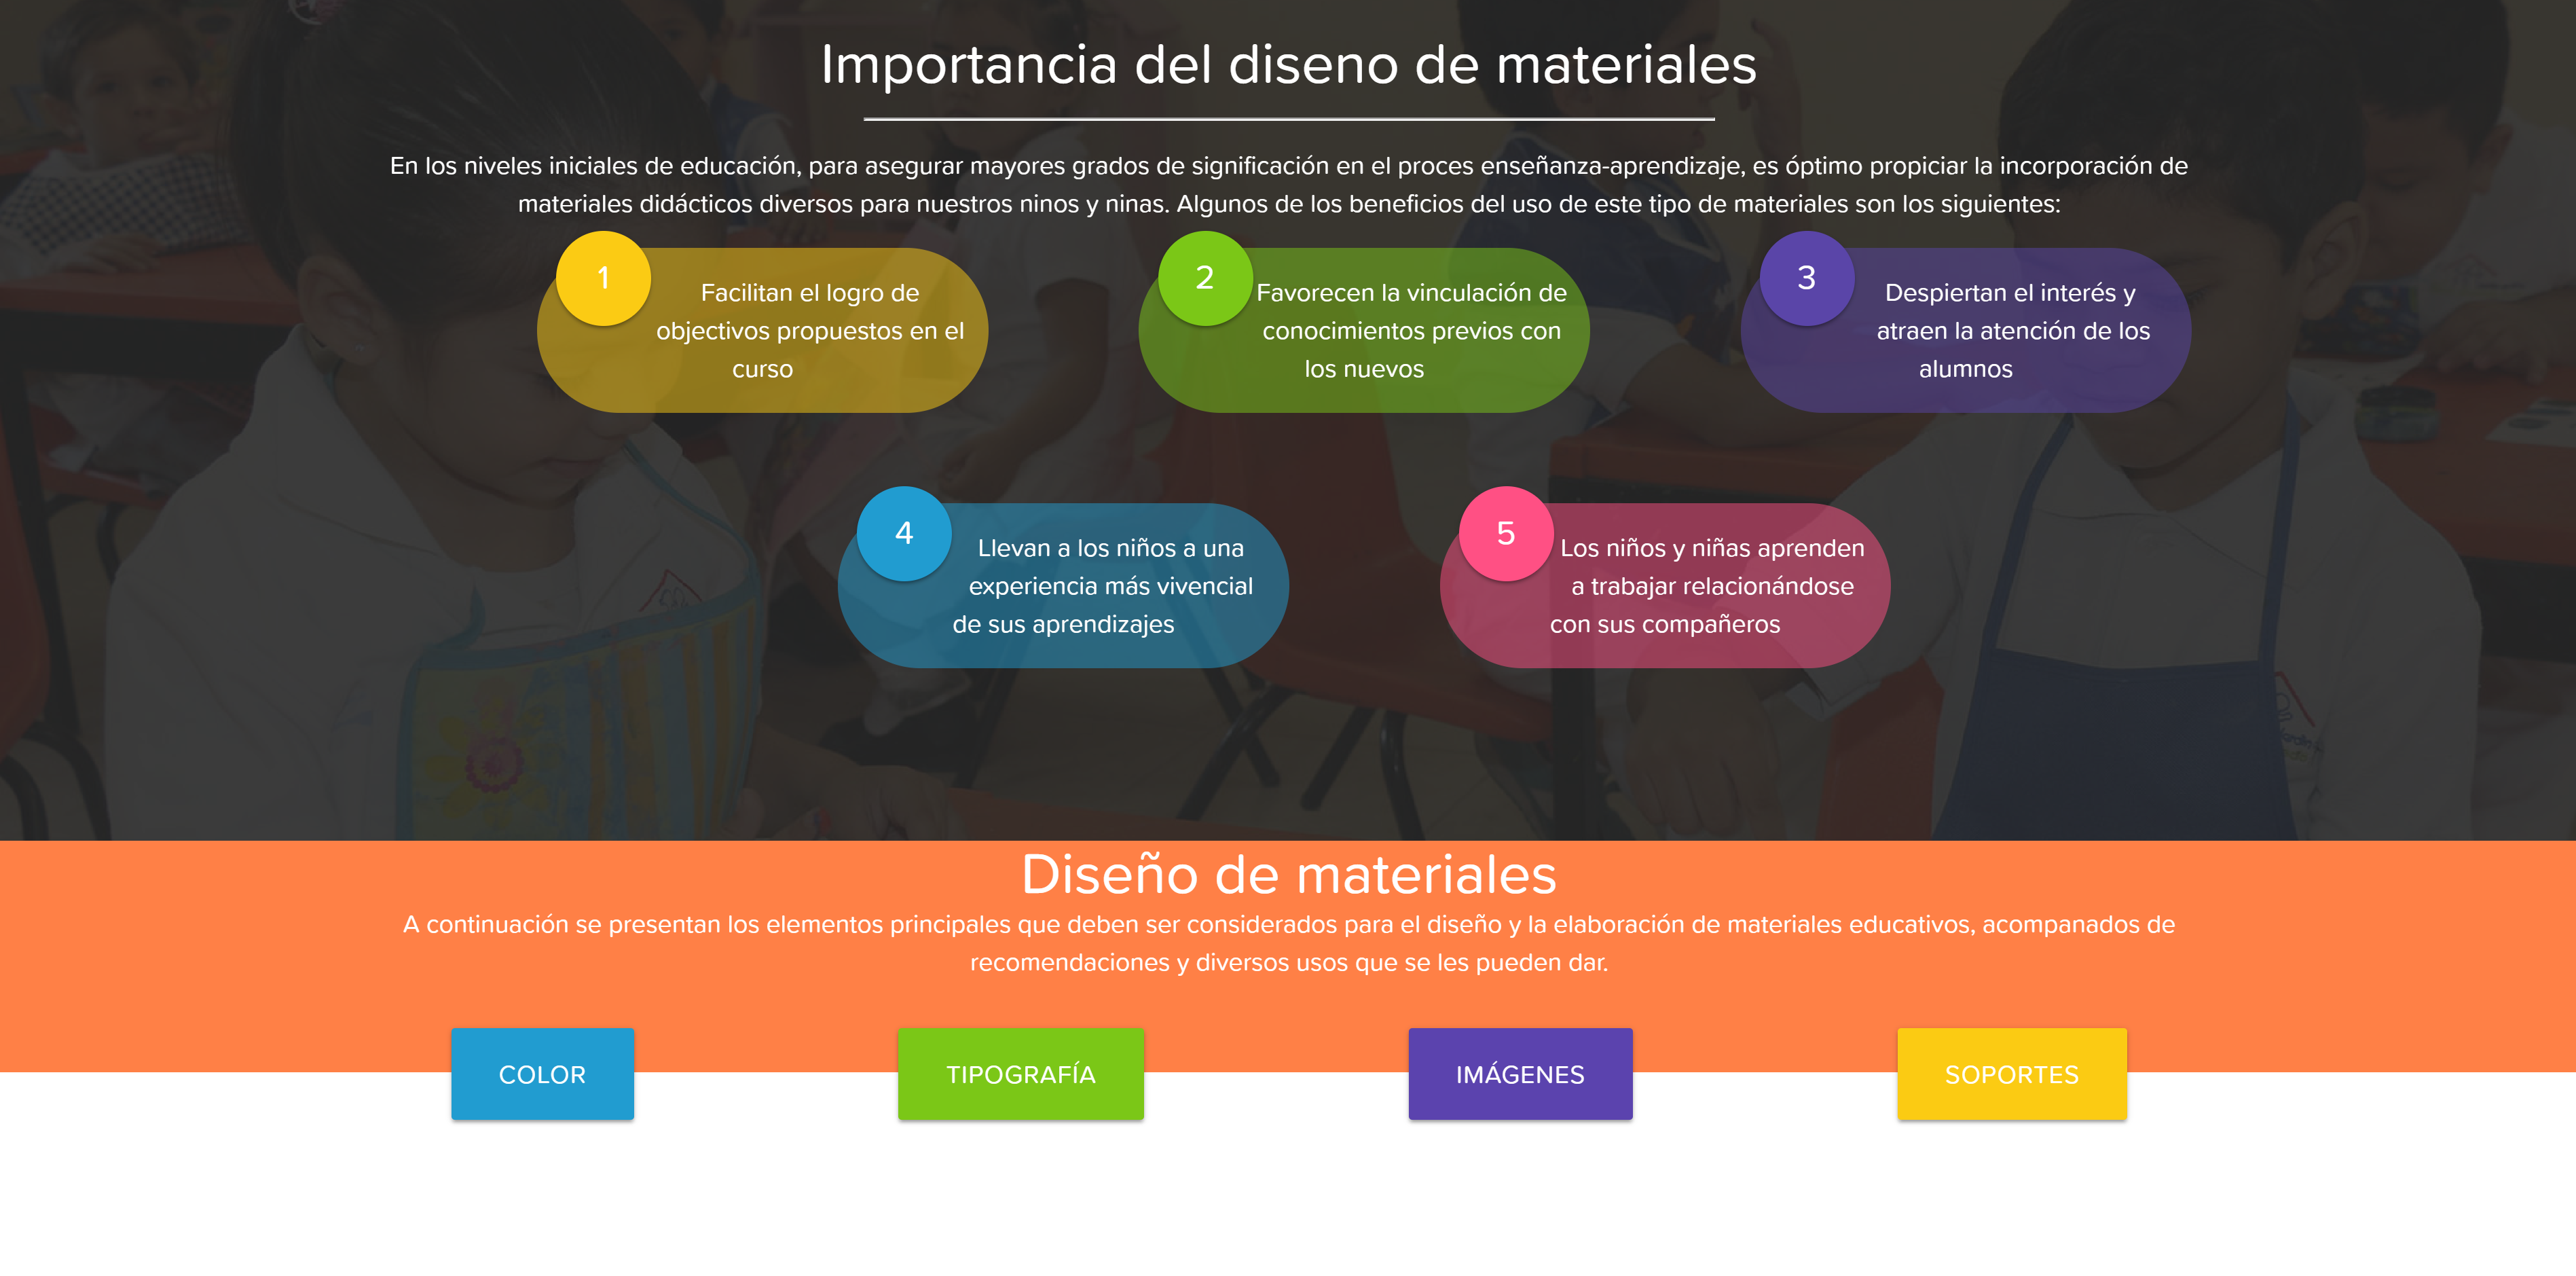 Importancia del diseno de materiales
En los niveles iniciales de educación, para asegurar mayores grados de significación en el proces enseñanza-aprendizaje, es óptimo propiciar la incorporación de
materiales didácticos diversos para nuestros ninos y ninas. Algunos de los beneficios del uso de este tipo de materiales son los siguientes:
1
Facilitan el logro de
objectivos propuestos en el
curso
2
Favorecen la vinculación de
conocimientos previos con
los nuevos
3
Despiertan el interés y
atraen la atención de los
alumnos
4
Llevan a los niños a una
experiencia más vivencial
de sus aprendizajes
5
Los niños y niñas aprenden
a trabajar relacionándose
con sus compañeros
Diseño de materiales
A continuación se presentan los elementos principales que deben ser considerados para el diseño y la elaboración de materiales educativos, acompanados de
recomendaciones y diversos usos que se les pueden dar.
COLOR
TIPOGRAFÍA
IMÁGENES
SOPORTES